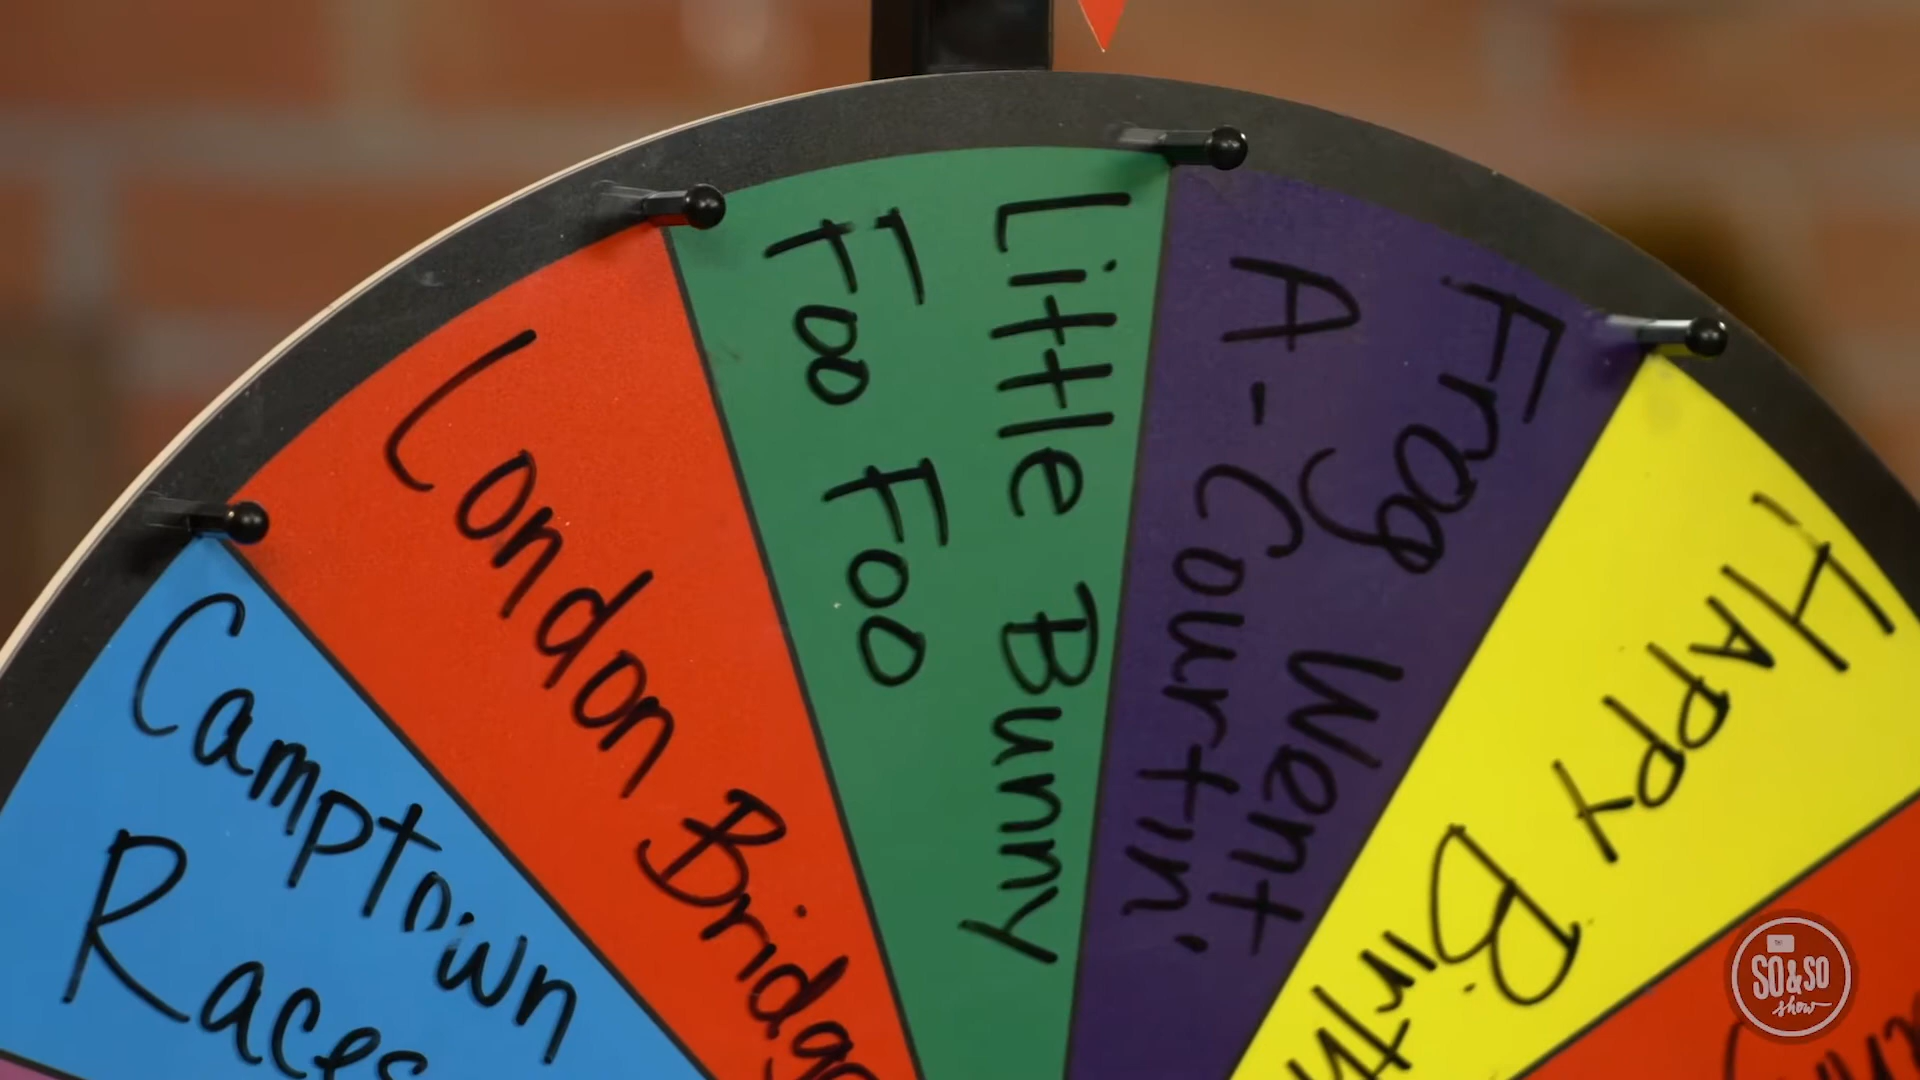 Camptown
Races
London Bridge
Little Bunny
Foo Foo
Frog Went
A-Courtin'
HAPPY Birth
SO&SO
show